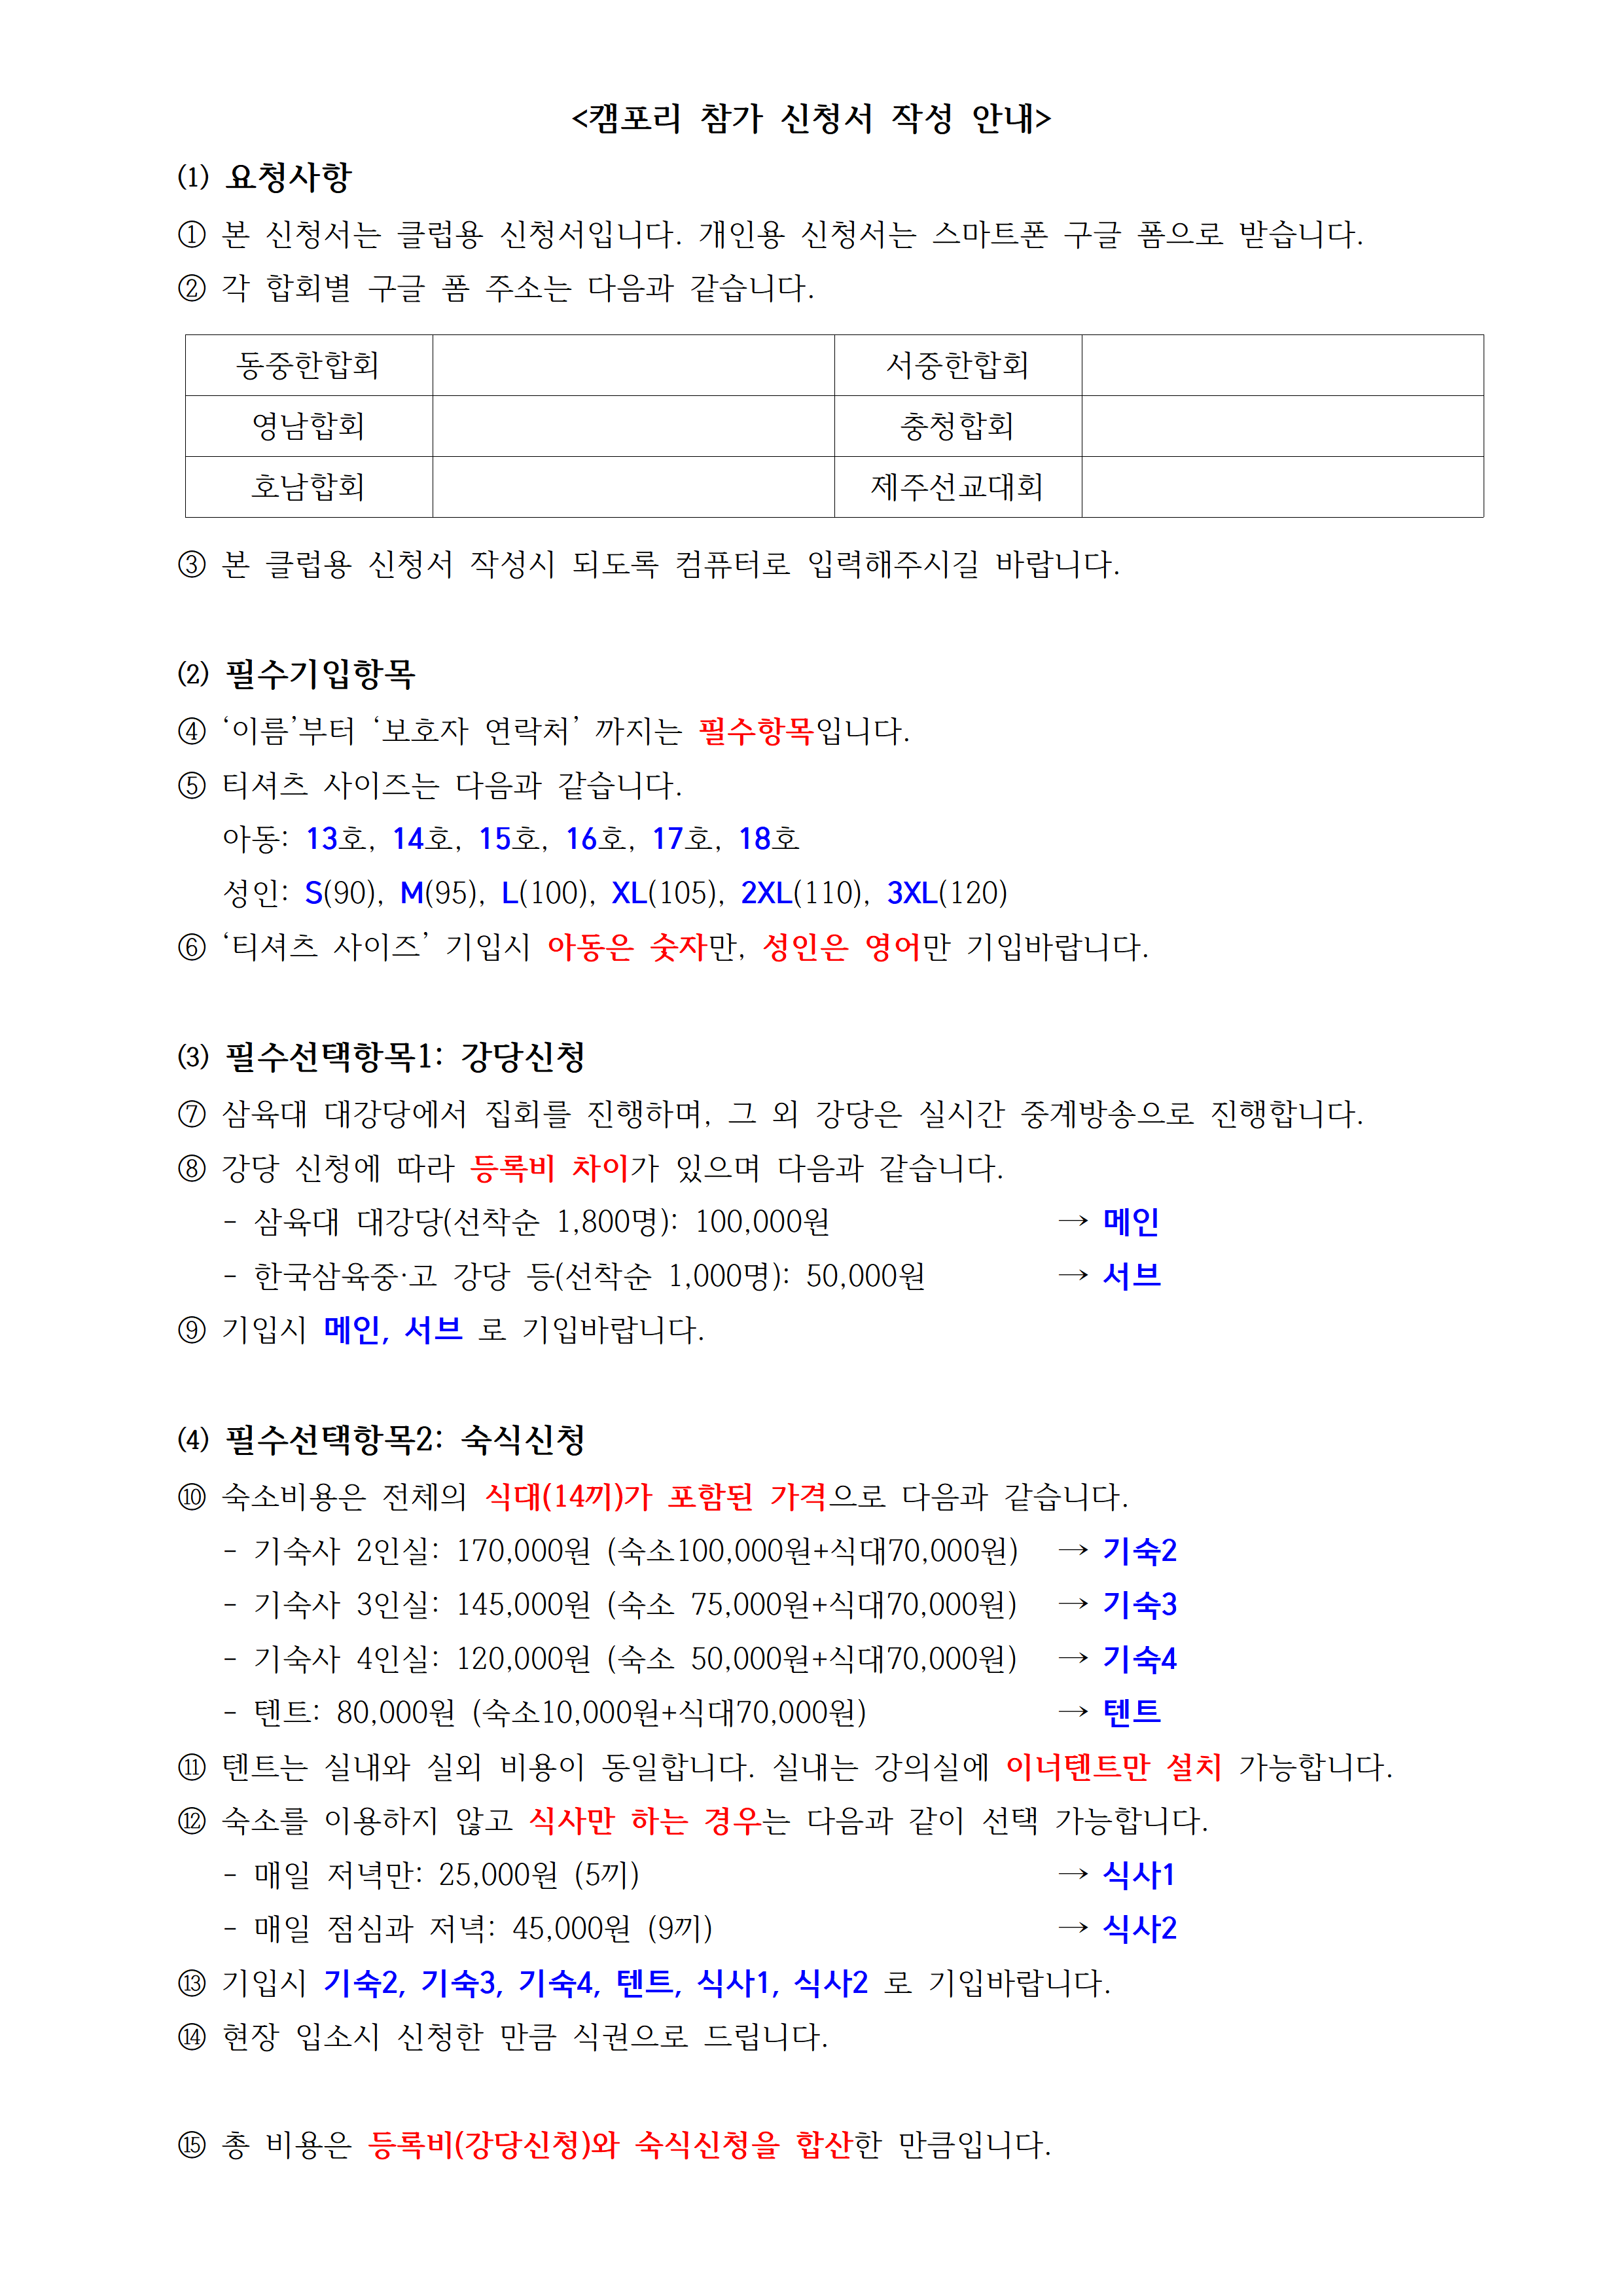 <캠포리 참가 신청서 작성 안내>
(1) 요청사항
① 본 신청서는 클럽용 신청서입니다. 개인용 신청서는 스마트폰 구글 폼으로 받습니다.
② 각 합회별 구글 폼 주소는 다음과 같습니다.
동중한합회 서중한합회
영남합회 충청합회
호남합회 제주선교대회
③ 본 클럽용 신청서 작성시 되도록 컴퓨터로 입력해주시길 바랍니다.
(2) 필수기입항목
④ ‘이름’부터 ‘보호자 연락처’ 까지는 필수항목입니다.
⑤ 티셔츠 사이즈는 다음과 같습니다.
아동: 13호, 14호, 15호, 16호, 17호, 18호
성인: S(90), M(95), L(100), XL(105), 2XL(110), 3XL(120)
⑥ ‘티셔츠 사이즈’ 기입시 아동은 숫자만, 성인은 영어만 기입바랍니다.
(3) 필수선택항목1: 강당신청
⑦ 삼육대 대강당에서 집회를 진행하며, 그 외 강당은 실시간 중계방송으로 진행합니다.
⑧ 강당 신청에 따라 등록비 차이가 있으며 다음과 같습니다.
- 삼육대 대강당(선착순 1,800명): 100,000원 → 메인
- 한국삼육중·고 강당 등(선착순 1,000명): 50,000원 → 서브
⑨ 기입시 메인, 서브 로 기입바랍니다.
(4) 필수선택항목2: 숙식신청
⑩ 숙소비용은 전체의 식대(14끼)가 포함된 가격으로 다음과 같습니다.
- 기숙사 2인실: 170,000원 (숙소100,000원+식대70,000원) → 기숙2
- 기숙사 3인실: 145,000원 (숙소 75,000원+식대70,000원) → 기숙3
- 기숙사 4인실: 120,000원 (숙소 50,000원+식대70,000원) → 기숙4
- 텐트: 80,000원 (숙소10,000원+식대70,000원) → 텐트
⑪ 텐트는 실내와 실외 비용이 동일합니다. 실내는 강의실에 이너텐트만 설치 가능합니다.
⑫ 숙소를 이용하지 않고 식사만 하는 경우는 다음과 같이 선택 가능합니다.
- 매일 저녁만: 25,000원 (5끼) → 식사1
- 매일 점심과 저녁: 45,000원 (9끼) → 식사2
⑬ 기입시 기숙2, 기숙3, 기숙4, 텐트, 식사1, 식사2 로 기입바랍니다.
⑭ 현장 입소시 신청한 만큼 식권으로 드립니다.
⑮ 총 비용은 등록비(강당신청)와 숙식신청을 합산한 만큼입니다.